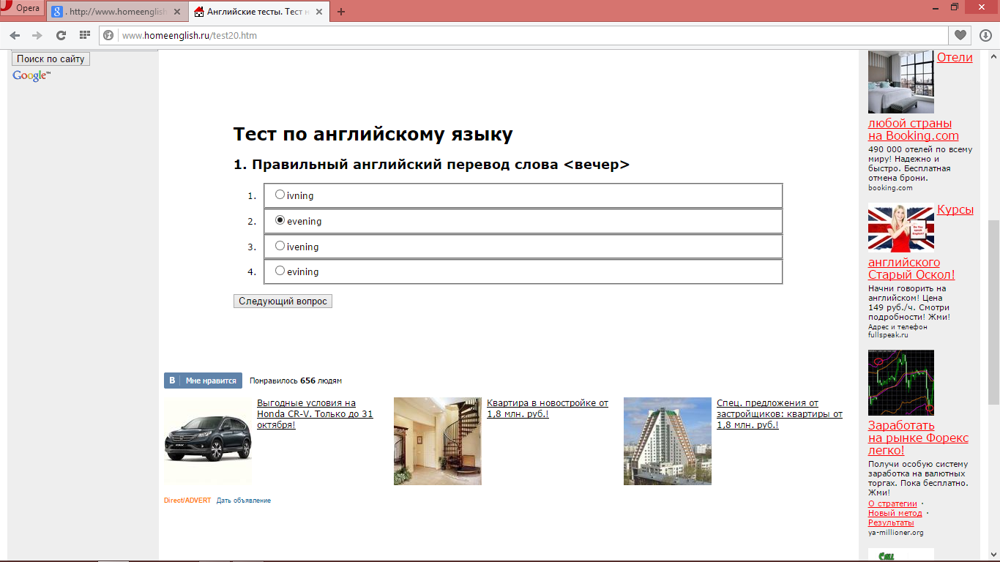 Opera
. http://www.homeenglish
Английские тесты. Тест н
www.homeenglish.ru/test20.htm
Поиск по сайту
Google™
Тест по английскому языку
1. Правильный английский перевод слова <вечер>
1. ivning
2. evening
3. ivening
4. evining
Следующий вопрос
B Мне нравится Понравилось 656 людям
Выгодные условия на
Honda CR-V. Только до 31
октября!
Квартира в новостройке от
1,8 млн. руб.!
Спец. предложения от
застройщиков: квартиры от
1,8 млн. руб.!
Direct/ADVERT Дать объявление
Отели
любой страны
на Booking.com
490 000 отелей по всему
миру! Надежно и
быстро. Бесплатная
отмена брони.
booking.com
Курсы
английского
Старый Оскол!
Начни говорить на
английском! Цена
149 руб./ч. Смотри
подробности! Жми!
Адрес и телефон
fullspeak.ru
Заработать
на рынке Форекс
легко!
Получи особую систему
заработка на валютных
торгах. Пока бесплатно.
Жми!
О стратегии ·
Новый метод ·
Результаты
ya-millioner.org